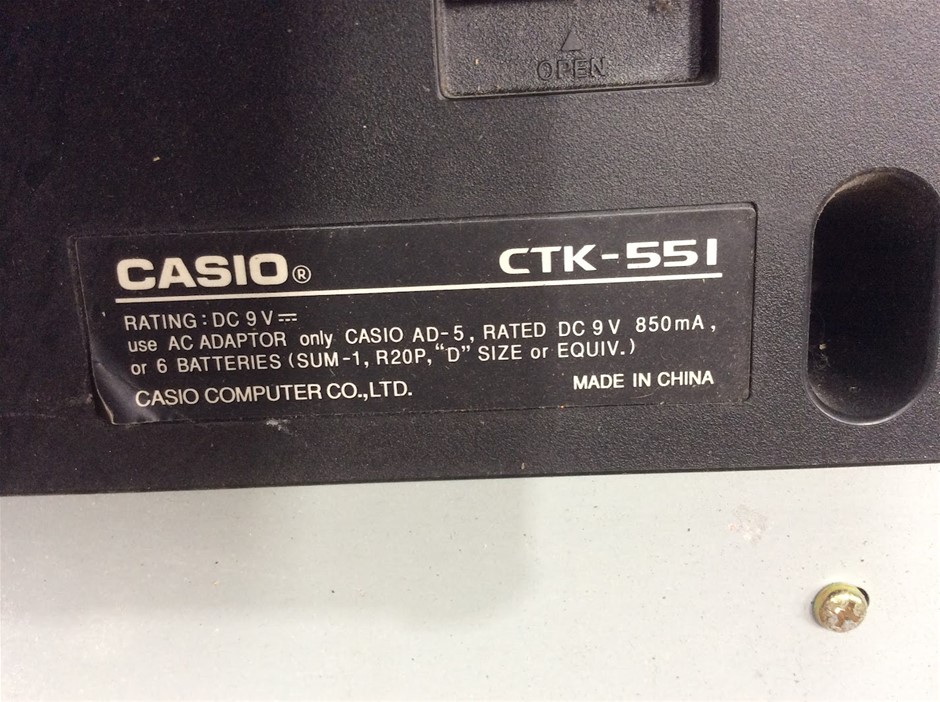 OPEN
CASIO® CTK-551
RATING : DC 9 V ⎓
use AC ADAPTOR only CASIO AD-5, RATED DC 9 V 850mA,
or 6 BATTERIES (SUM-1, R20P, “D” SIZE or EQUIV.)
CASIO COMPUTER CO.,LTD. MADE IN CHINA